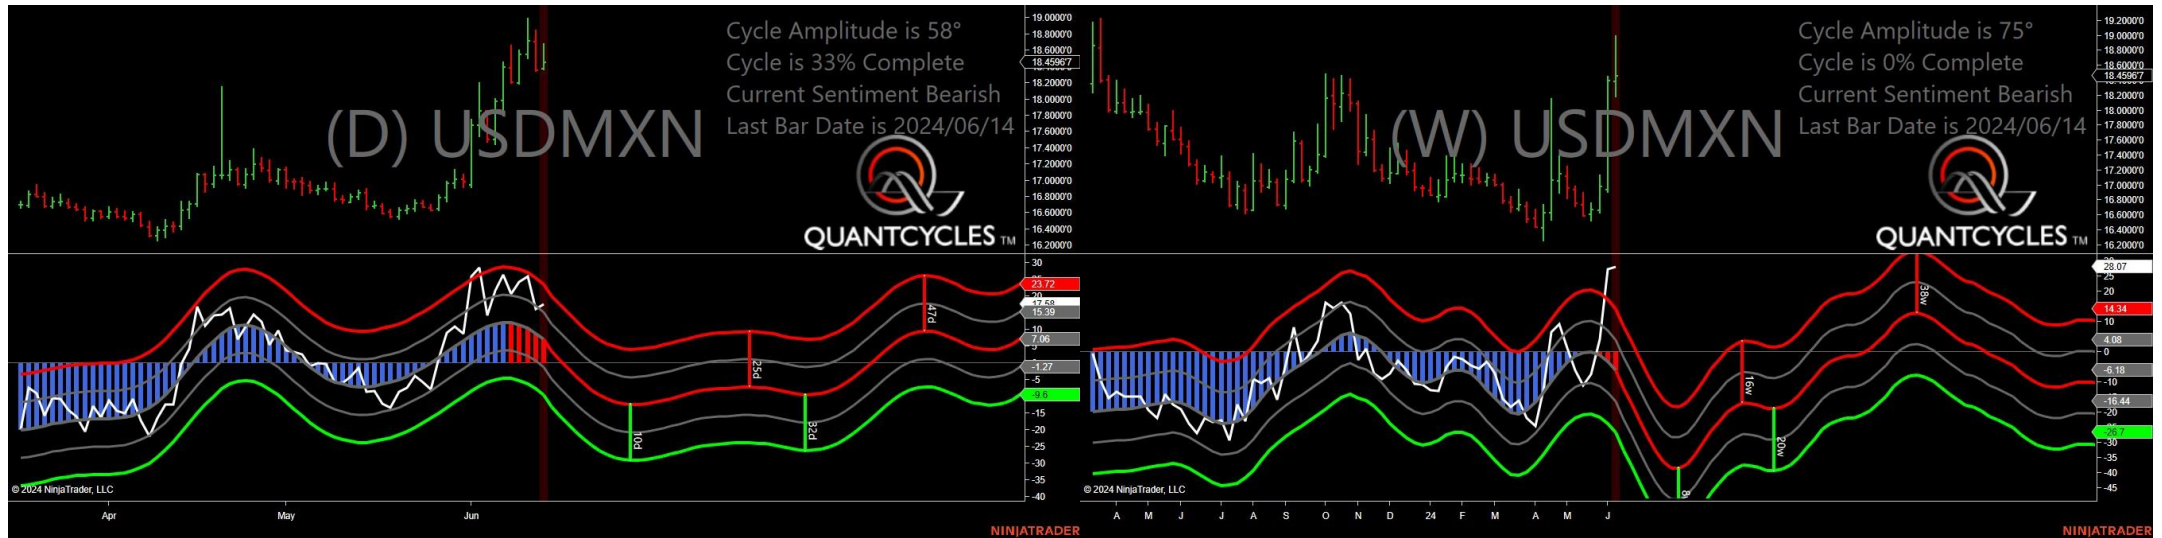 Cycle Amplitude is 58°
Cycle is 33% Complete
Current Sentiment Bearish
Last Bar Date is 2024/06/14
(D) USDMXN
QUANTCYCLES TM
19.0000'0
18.8000'0
18.6000'0
18.4596'7
18.2000'0
18.0000'0
17.8000'0
17.6000'0
17.4000'0
17.2000'0
17.0000'0
16.8000'0
16.6000'0
16.4000'0
16.2000'0
30
23.72
20
15.39
10
7.06
-1.27
-5
-9.6
-15
-20
-25
-30
-35
-40
47d
25d
10d
32d
© 2024 NinjaTrader, LLC
Apr May Jun
NINJATRADER
Cycle Amplitude is 75°
Cycle is 0% Complete
Current Sentiment Bearish
Last Bar Date is 2024/06/14
(W) USDMXN
QUANTCYCLES TM
19.2000'0
19.0000'0
18.8000'0
18.6000'0
18.4596'7
18.2000'0
18.0000'0
17.8000'0
17.6000'0
17.4000'0
17.2000'0
17.0000'0
16.8000'0
16.6000'0
16.4000'0
16.2000'0
28.07
25
20
14.34
10
4.08
0
-6.18
-10
-16.44
-20
-26.7
-30
-35
-40
-45
38w
16w
20w
8
© 2024 NinjaTrader, LLC
A M J J A S O N D 24 F M A M J
NINJATRADER